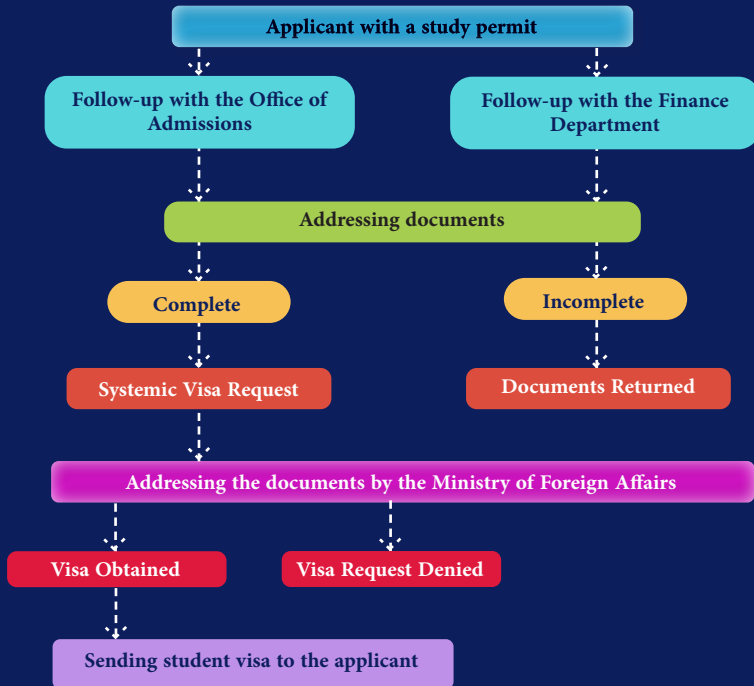 Applicant with a study permit
Follow-up with the Office of
Admissions
Follow-up with the Finance
Department
Addressing documents
Complete
Incomplete
Systemic Visa Request
Documents Returned
Addressing the documents by the Ministry of Foreign Affairs
Visa Obtained
Visa Request Denied
Sending student visa to the applicant